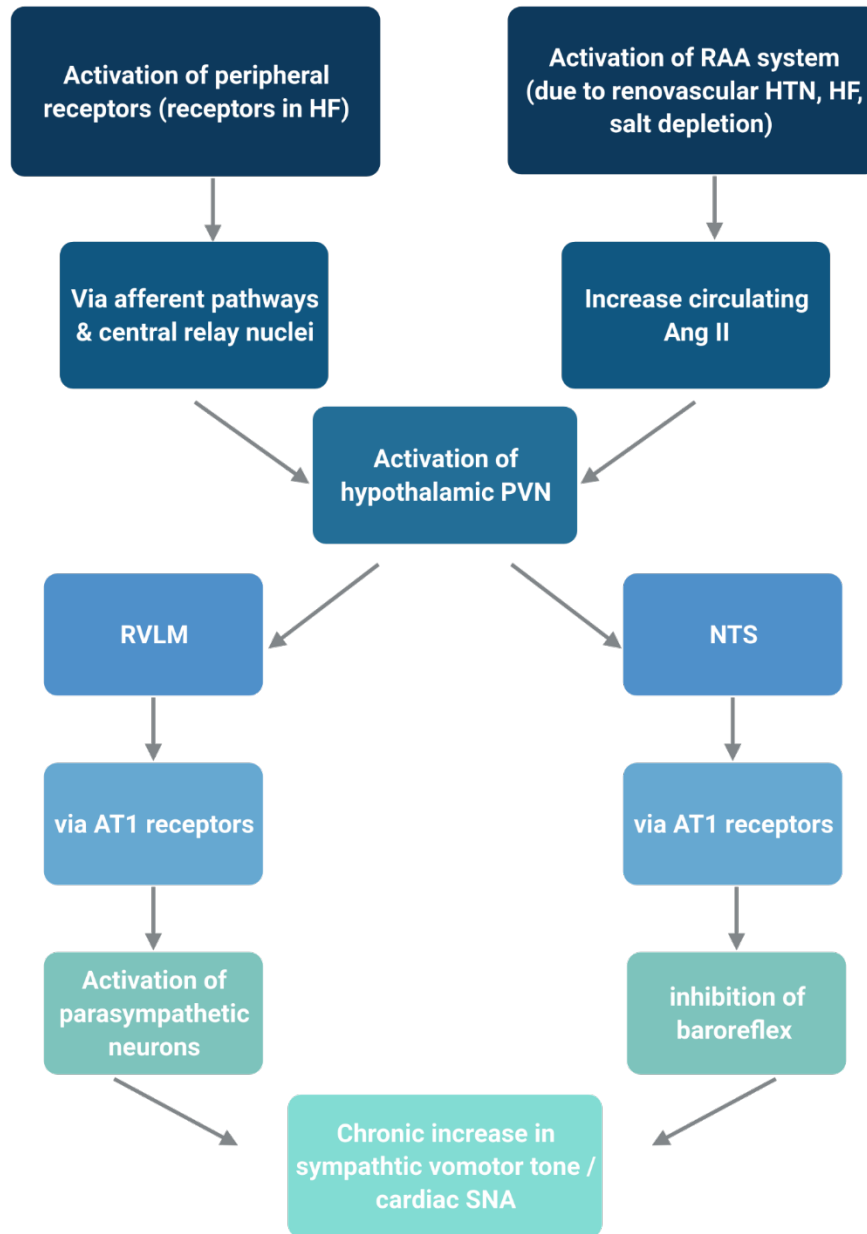 Activation of peripheral
receptors (receptors in HF)
Activation of RAA system
(due to renovascular HTN, HF,
salt depletion)
Via afferent pathways
& central relay nuclei
Increase circulating
Ang II
Activation of
hypothalamic PVN
RVLM
NTS
via AT1 receptors
via AT1 receptors
Activation of
parasympathetic
neurons
inhibition of
baroreflex
Chronic increase in
sympathtic vomotor tone /
cardiac SNA